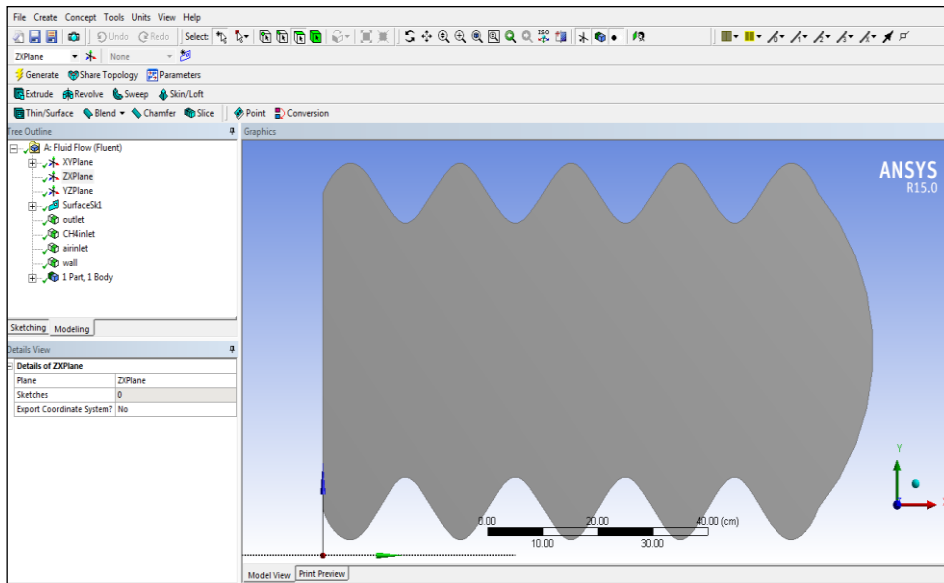 File Create Concept Tools Units View Help
Undo Redo Select:
ZXPlane None
Generate Share Topology Parameters
Extrude Revolve Sweep Skin/Loft
Thin/Surface Blend Chamfer Slice Point Conversion
Tree Outline
Graphics
A: Fluid Flow (Fluent)
XYPlane
ZXPlane
YZPlane
SurfaceSk1
outlet
CH4inlet
airinlet
wall
1 Part, 1 Body
Sketching Modeling
Details View
Details of ZXPlane
Plane ZXPlane
Sketches 0
Export Coordinate System? No
ANSYS
R15.0
Y
0.00 20.00 40.00 (cm)
10.00 30.00
Model View Print Preview